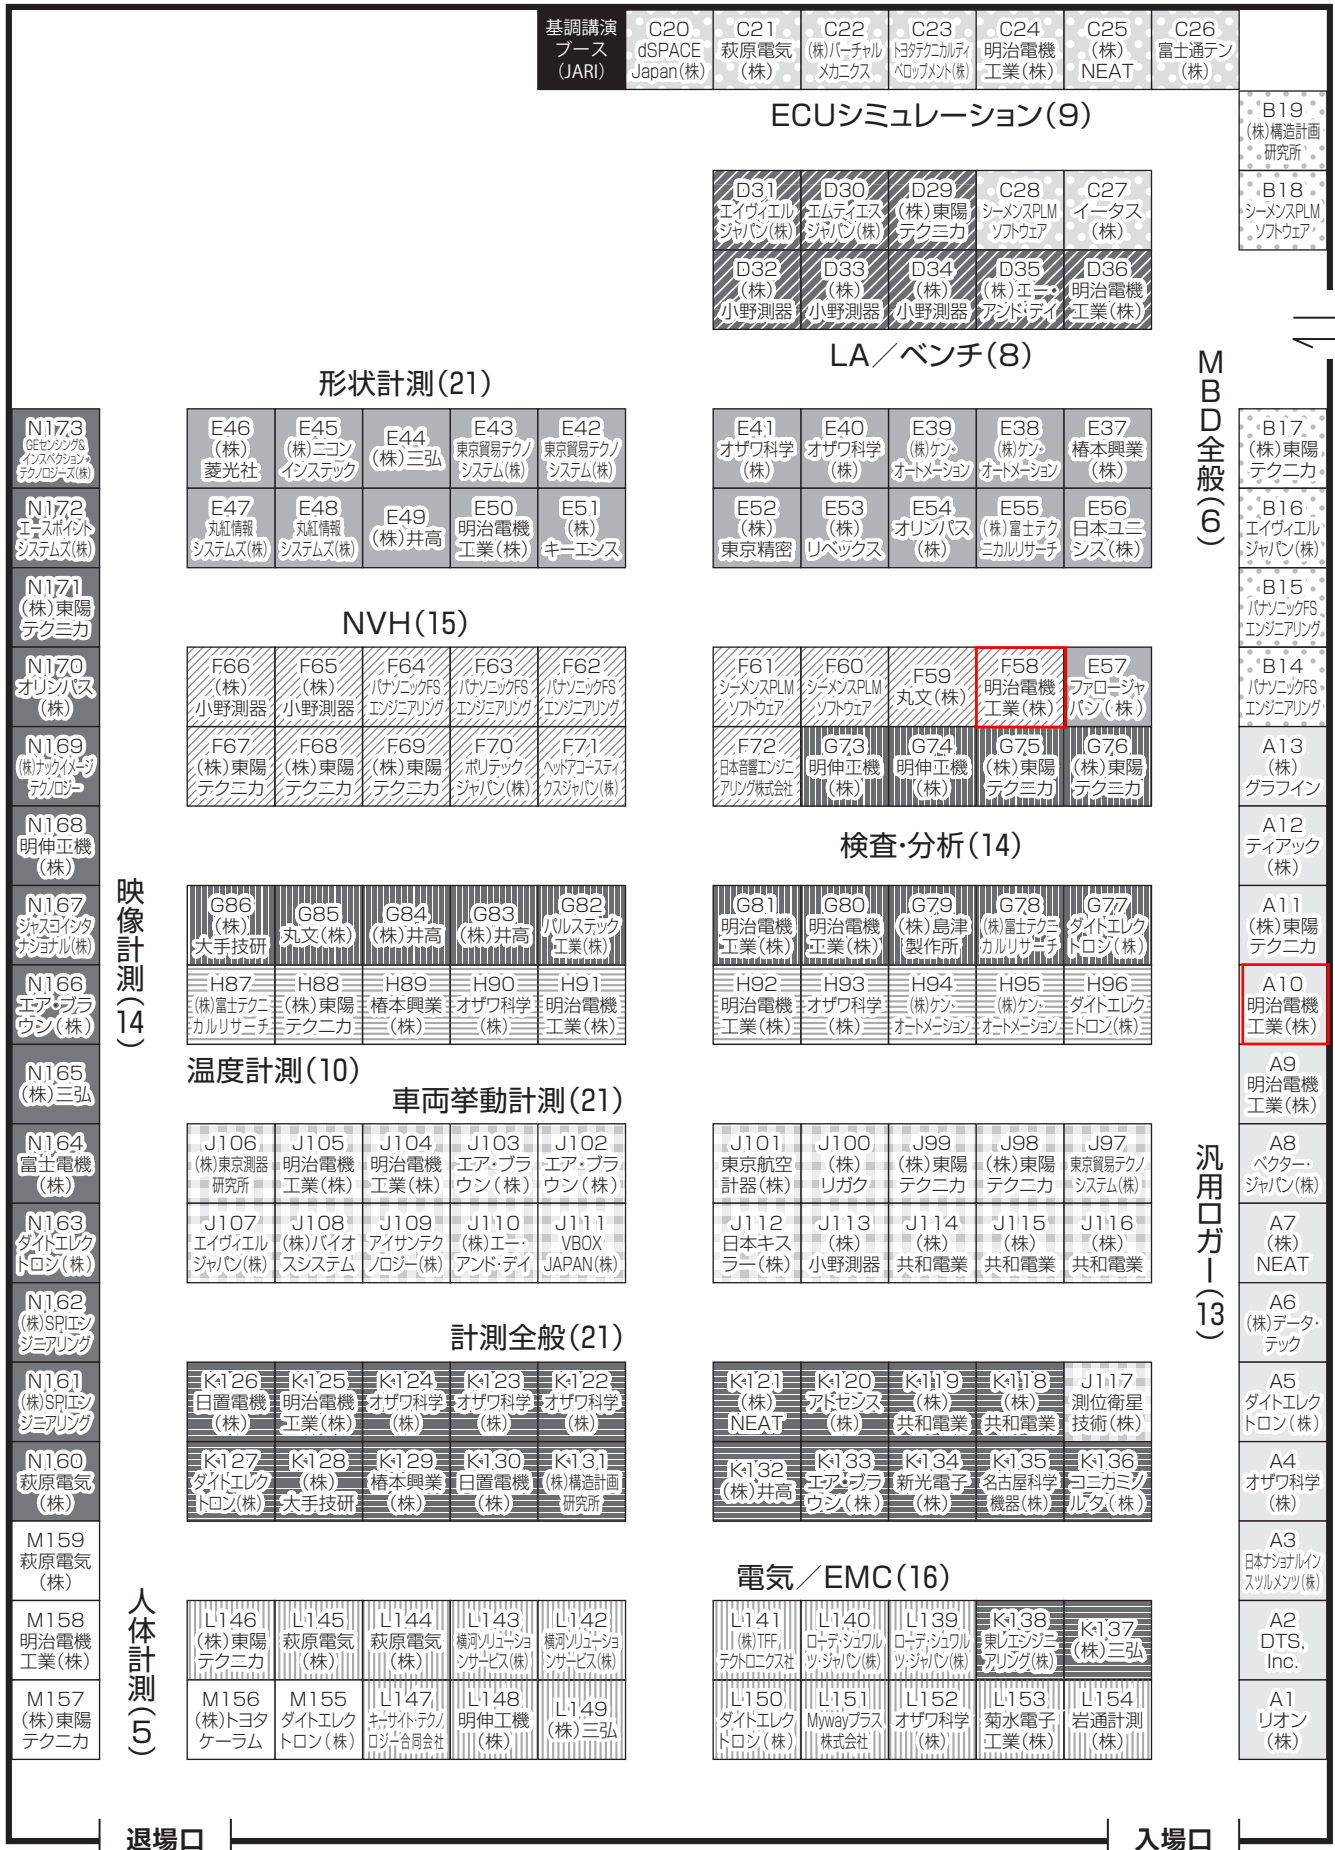 基調講演
ブース
(JARI)
C20
dSPACE
Japan(株)
C21
萩原電気
(株)
C22
(株)バーチャル
メカニクス
C23
トヨタテクニカルディ
ベロップメント(株)
C24
明治電機
工業(株)
C25
(株)
NEAT
C26
富士通テン
(株)
ECUシミュレーション(9)
B19
(株)構造計画
研究所
B18
シーメンスPLM
ソフトウェア
D31
エイヴィエル
ジャパン(株)
D30
エムティエス
ジャパン(株)
D29
(株)東陽
テクニカ
C28
シーメンスPLM
ソフトウェア
C27
イータス
(株)
D32
(株)
小野測器
D33
(株)
小野測器
D34
(株)
小野測器
D35
(株)エー・
アンド・デイ
D36
明治電機
工業(株)
LA／ベンチ(8)
MBD全般(6)
形状計測(21)
E46
(株)
菱光社
E45
(株)ニコン
インステック
E44
(株)三弘
E43
東京貿易テクノ
システム(株)
E42
東京貿易テクノ
システム(株)
E41
オザワ科学
(株)
E40
オザワ科学
(株)
E39
(株)ケン・
オートメーション
E38
(株)ケン・
オートメーション
E37
椿本興業
(株)
E47
丸紅情報
システムズ(株)
E48
丸紅情報
システムズ(株)
E49
(株)井高
E50
明治電機
工業(株)
E51
(株)
キーエンス
E52
(株)
東京精密
E53
(株)
リベックス
E54
オリンパス
(株)
E55
(株)富士テク
ニカルリサーチ
E56
日本ユニ
シス(株)
B17
(株)東陽
テクニカ
B16
エイヴィエル
ジャパン(株)
B15
パナソニックFS
エンジニアリング
B14
パナソニックFS
エンジニアリング
N173
GEセンシング&
インスペクション・
テクノロジーズ(株)
N172
エースポイント
システムズ(株)
N171
(株)東陽
テクニカ
N170
オリンパス
(株)
N169
(株)ナックイメージ
テクノロジー
N168
明伸工機
(株)
N167
ジャスコインタ
ナショナル(株)
N166
エア・ブラ
ウン(株)
N165
(株)三弘
N164
富士電機
(株)
N163
ダイトエレク
トロン(株)
N162
(株)SPIエン
ジニアリング
N161
(株)SPIエン
ジニアリング
N160
萩原電気
(株)
M159
萩原電気
(株)
M158
明治電機
工業(株)
M157
(株)東陽
テクニカ
映像計測(14)
人体計測(5)
NVH(15)
F66
(株)
小野測器
F65
(株)
小野測器
F64
パナソニックFS
エンジニアリング
F63
パナソニックFS
エンジニアリング
F62
パナソニックFS
エンジニアリング
F61
シーメンスPLM
ソフトウェア
F60
シーメンスPLM
ソフトウェア
F59
丸文(株)
F58
明治電機
工業(株)
E57
ファロージャ
パン(株)
F67
(株)東陽
テクニカ
F68
(株)東陽
テクニカ
F69
(株)東陽
テクニカ
F70
ポリテック
ジャパン(株)
F71
ヘッドアコースティ
クスジャパン(株)
F72
日本音響エンジニ
アリング株式会社
G73
明伸工機
(株)
G74
明伸工機
(株)
G75
(株)東陽
テクニカ
G76
(株)東陽
テクニカ
検査・分析(14)
G86
(株)
大手技研
G85
丸文(株)
G84
(株)井高
G83
(株)井高
G82
パルステック
工業(株)
G81
明治電機
工業(株)
G80
明治電機
工業(株)
G79
(株)島津
製作所
G78
(株)富士テクニ
カルリサーチ
G77
ダイトエレク
トロン(株)
H87
(株)富士テクニ
カルリサーチ
H88
(株)東陽
テクニカ
H89
椿本興業
(株)
H90
オザワ科学
(株)
H91
明治電機
工業(株)
H92
明治電機
工業(株)
H93
オザワ科学
(株)
H94
(株)ケン・
オートメーション
H95
(株)ケン・
オートメーション
H96
ダイトエレク
トロン(株)
温度計測(10)
車両挙動計測(21)
J106
(株)東京測器
研究所
J105
明治電機
工業(株)
J104
明治電機
工業(株)
J103
エア・ブラ
ウン(株)
J102
エア・ブラ
ウン(株)
J101
東京航空
計器(株)
J100
(株)
リガク
J99
(株)東陽
テクニカ
J98
(株)東陽
テクニカ
J97
東京貿易テクノ
システム(株)
J107
エイヴィエル
ジャパン(株)
J108
(株)バイオ
スシステム
J109
アイサンテク
ノロジー(株)
J110
(株)エー・
アンド・デイ
J111
VBOX
JAPAN(株)
J112
日本キス
ラー(株)
J113
(株)
小野測器
J114
(株)
共和電業
J115
(株)
共和電業
J116
(株)
共和電業
計測全般(21)
K126
日置電機
(株)
K125
明治電機
工業(株)
K124
オザワ科学
(株)
K123
オザワ科学
(株)
K122
オザワ科学
(株)
K121
(株)
NEAT
K120
アドセンス
(株)
K119
(株)
共和電業
K118
(株)
共和電業
J117
測位衛星
技術(株)
K127
ダイトエレク
トロン(株)
K128
(株)
大手技研
K129
椿本興業
(株)
K130
日置電機
(株)
K131
(株)構造計画
研究所
K132
(株)井高
K133
エア・ブラ
ウン(株)
K134
新光電子
(株)
K135
名古屋科学
機器(株)
K136
コニカミノ
ルタ(株)
電気／EMC(16)
L146
(株)東陽
テクニカ
L145
萩原電気
(株)
L144
萩原電気
(株)
L143
横河ソリューショ
ンサービス(株)
L142
横河ソリューショ
ンサービス(株)
L141
(株)TFF
テクトロニクス社
L140
ローデ・シュワル
ツ・ジャパン(株)
L139
ローデ・シュワル
ツ・ジャパン(株)
K138
東レエンジニ
アリング(株)
K137
(株)三弘
M156
(株)トヨタ
ケーラム
M155
ダイトエレク
トロン(株)
L147
キーサイト・テクノ
ロジー合同会社
L148
明伸工機
(株)
L149
(株)三弘
L150
ダイトエレク
トロン(株)
L151
Mywayプラス
株式会社
L152
オザワ科学
(株)
L153
菊水電子
工業(株)
L154
岩通計測
(株)
汎用ロガー(13)
A13
(株)
グラフイン
A12
ティアック
(株)
A11
(株)東陽
テクニカ
A10
明治電機
工業(株)
A9
明治電機
工業(株)
A8
ベクター・
ジャパン(株)
A7
(株)
NEAT
A6
(株)データ・
テック
A5
ダイトエレク
トロン(株)
A4
オザワ科学
(株)
A3
日本ナショナルイン
スツルメンツ(株)
A2
DTS,
Inc.
A1
リオン
(株)
退場口
入場口